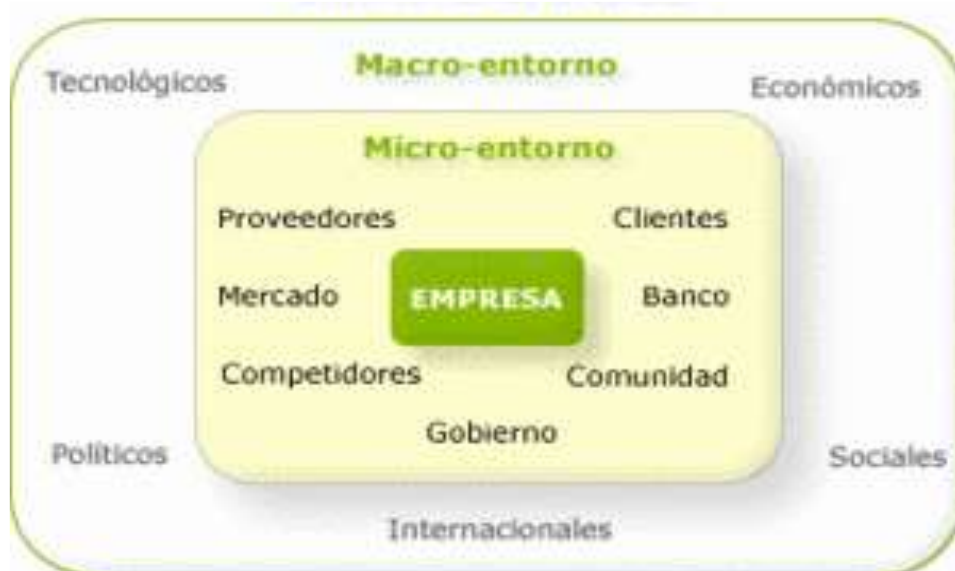 Macro-entorno
Tecnológicos
Económicos
Micro-entorno
Proveedores
Clientes
Mercado
EMPRESA
Banco
Competidores
Comunidad
Gobierno
Políticos
Sociales
Internacionales